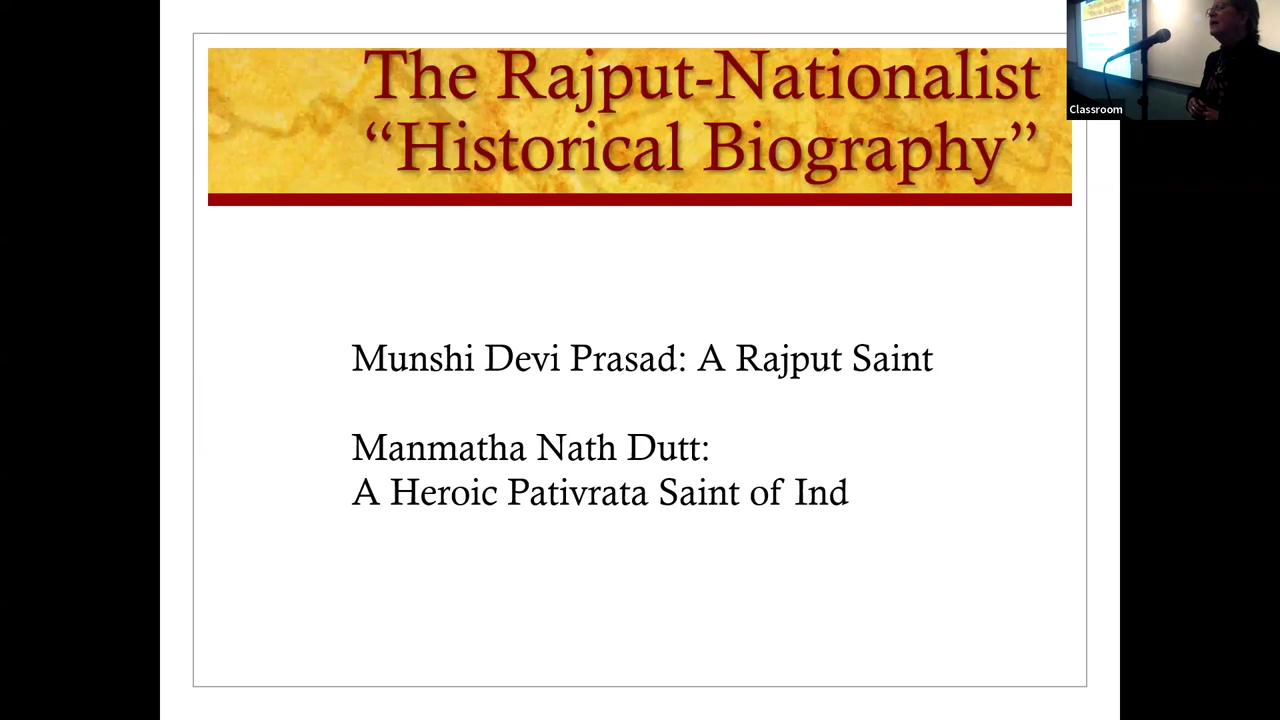 The Rajput-Nationalist
“Historical Biography”
Munshi Devi Prasad: A Rajput Saint
Manmatha Nath Dutt:
A Heroic Pativrata Saint of Ind
Classroom